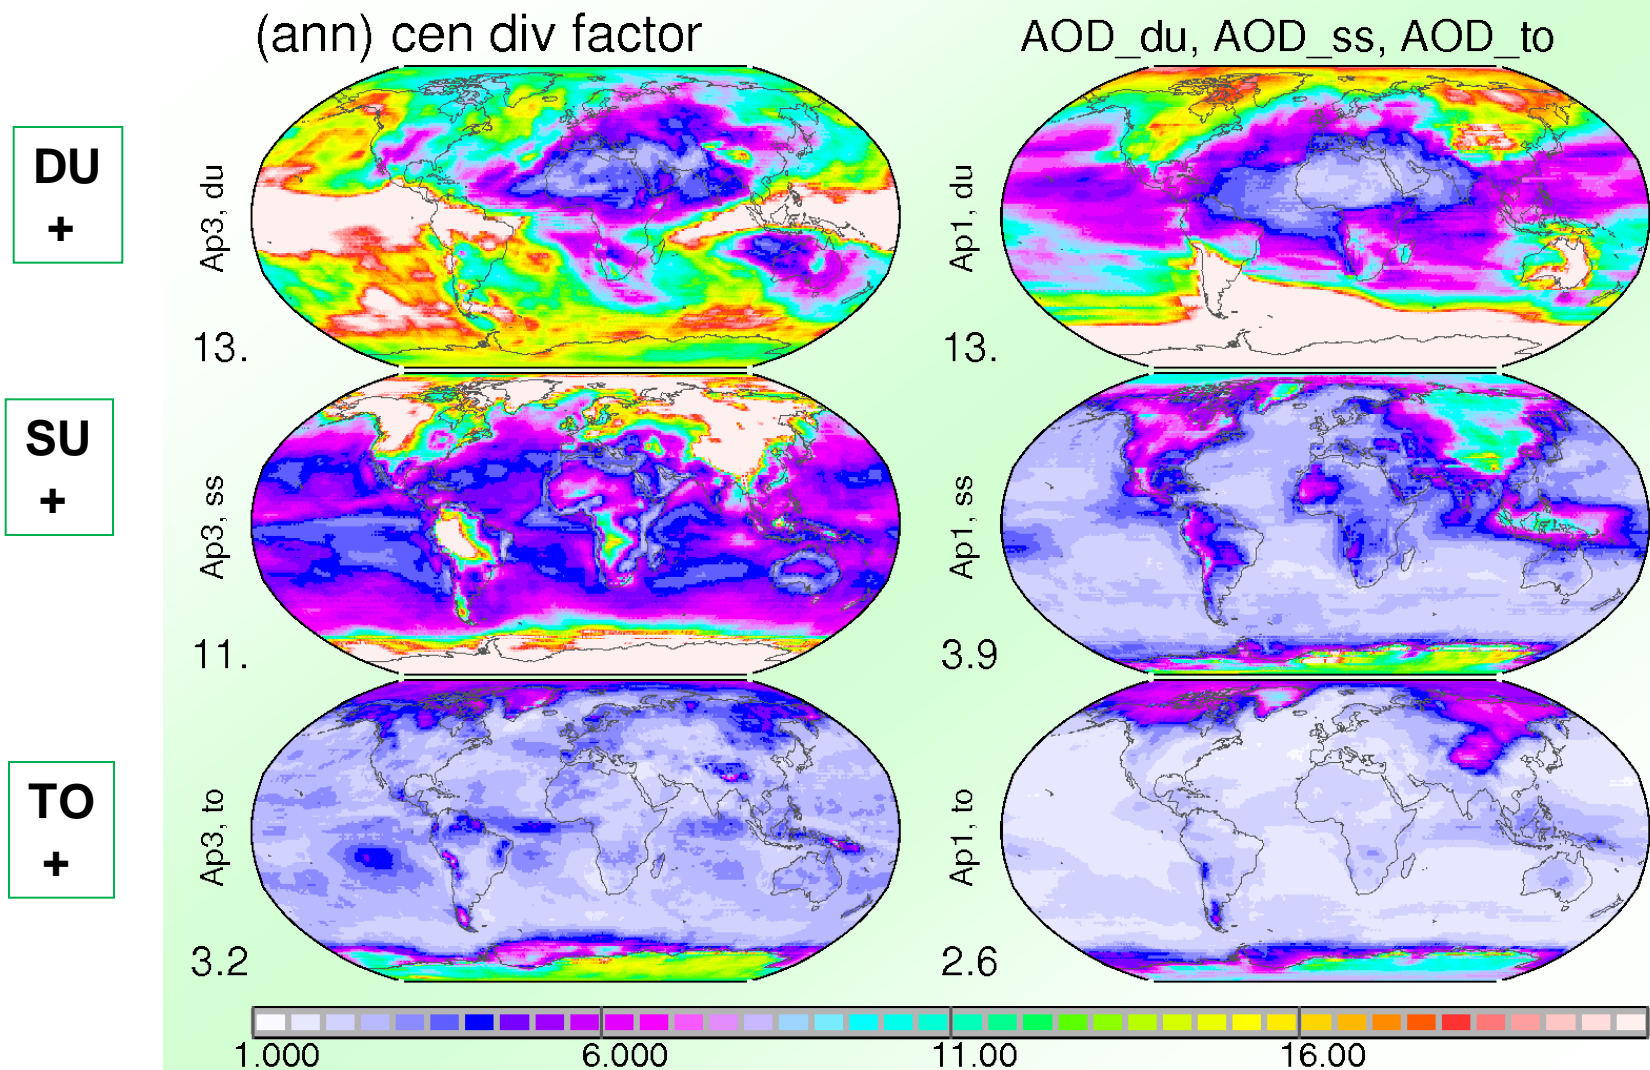 (ann) cen div factor
AOD_du, AOD_ss, AOD_to
DU
+
Ap3, du
13.
Ap1, du
13.
SU
+
Ap3, ss
11.
Ap1, ss
3.9
TO
+
Ap3, to
3.2
Ap1, to
2.6
1.000 6.000 11.00 16.00